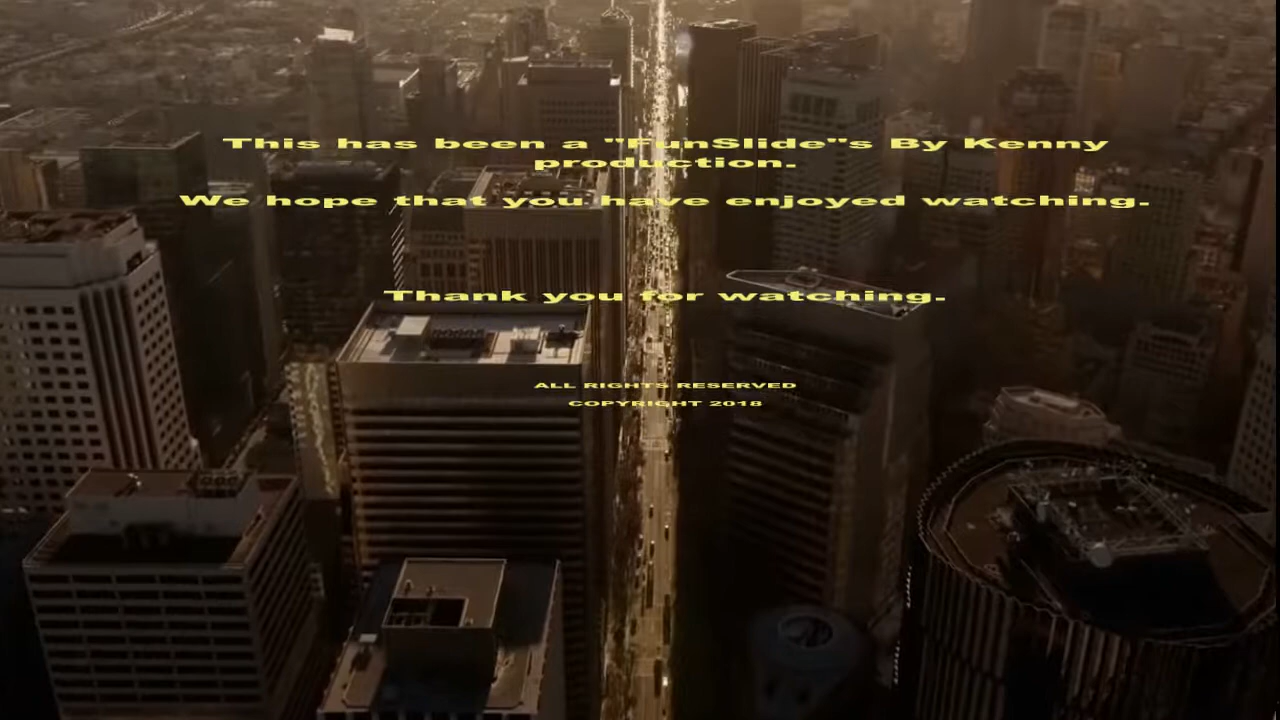 This has been a "FunSlide"s By Kenny
production.
We hope that you have enjoyed watching.
Thank you for watching.
ALL RIGHTS RESERVED
COPYRIGHT 2018